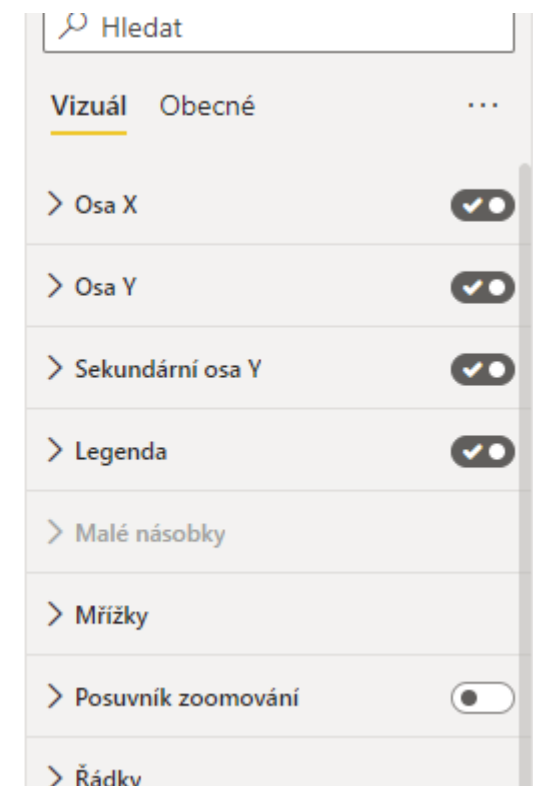 Hledat
Vizuál Obecné ...
Osa X
Osa Y
Sekundární osa Y
Legenda
Malé násobky
Mřížky
Posuvník zoomování
Řádky